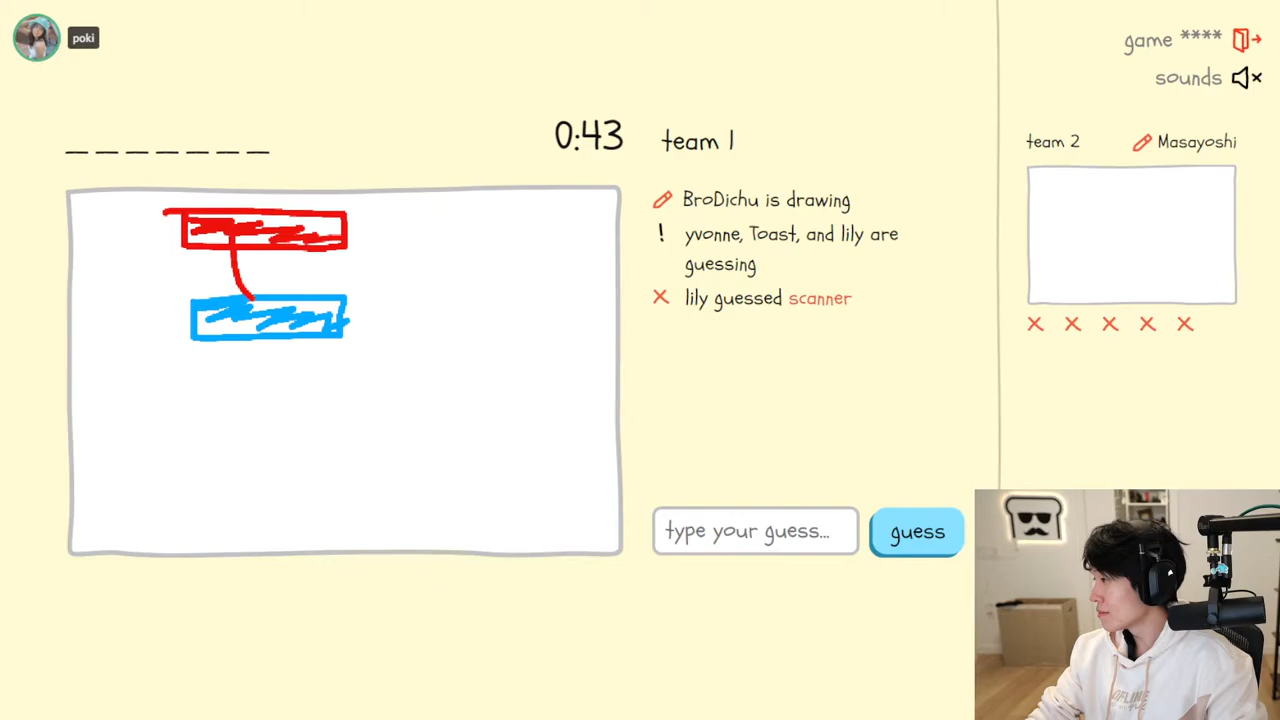 poki
game ****
sounds
0:43
team 1
team 2
Masayoshi
BroDichu is drawing
! yvonne, Toast, and lily are
guessing
lily guessed scanner
type your guess...
guess